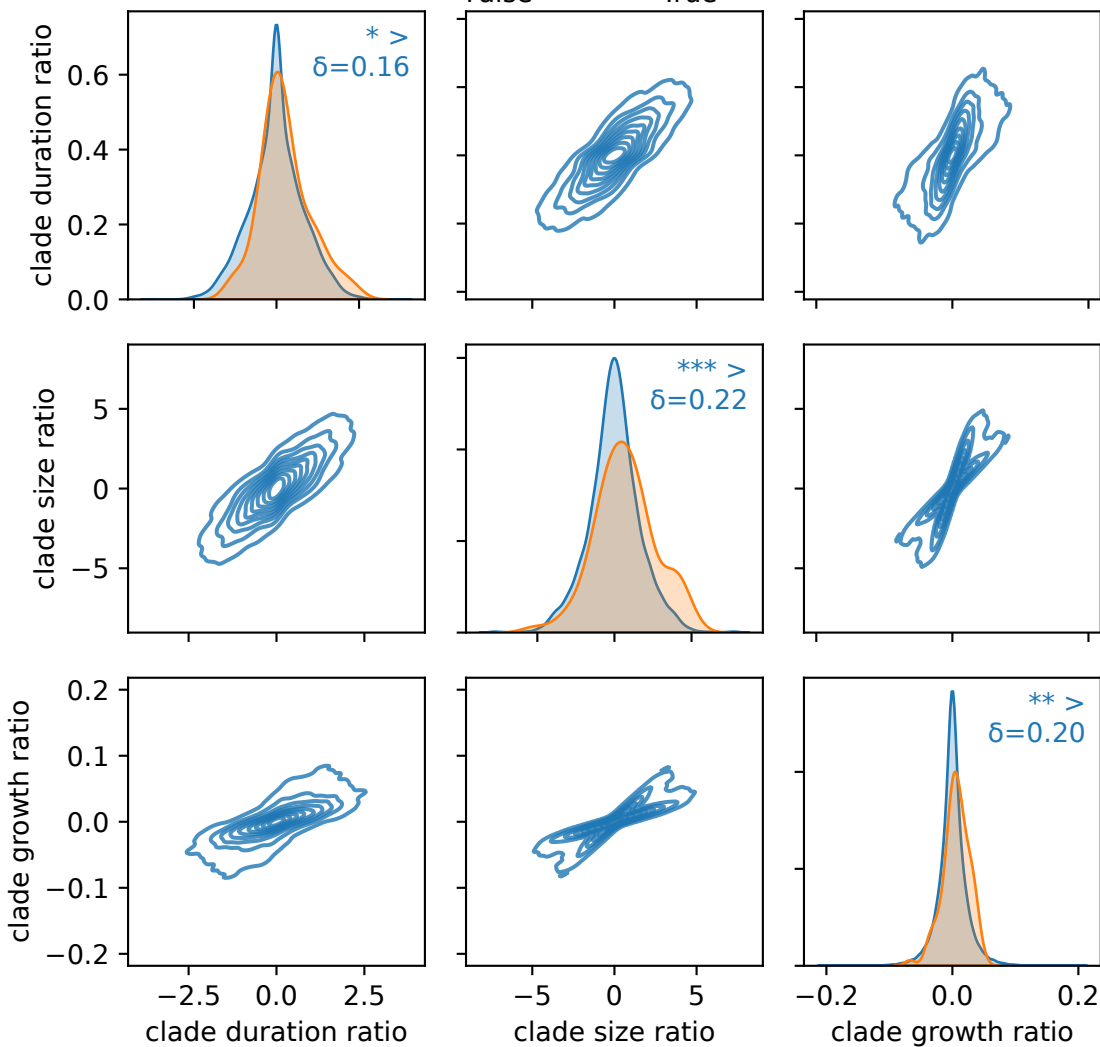 clade duration ratio
0.6
0.4
0.2
0.0
* >
δ=0.16
clade size ratio
5
0
−5
*** >
δ=0.22
clade growth ratio
0.2
0.1
0.0
−0.1
−0.2
** >
δ=0.20
−2.5 0.0 2.5
−5 0 5
−0.2 0.0 0.2
clade duration ratio
clade size ratio
clade growth ratio